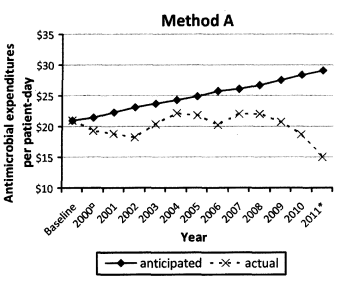 Method A
Antimicrobial expenditures
per patient-day
$35
$30
$25
$20
$15
$10
Baseline
2000º
2001
2002
2003
2004
2005
2006
2007
2008
2009
2010
2011*
Year
anticipated
actual